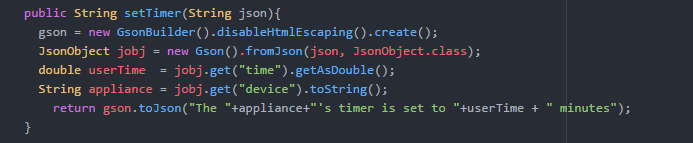 public String setTimer(String json){
gson = new GsonBuilder().disableHtmlEscaping().create();
JsonObject jobj = new Gson().fromJson(json, JsonObject.class);
double userTime  = jobj.get("time").getAsDouble();
String appliance = jobj.get("device").toString();
return gson.toJson("The "+appliance+"'s timer is set to "+userTime + " minutes");
}